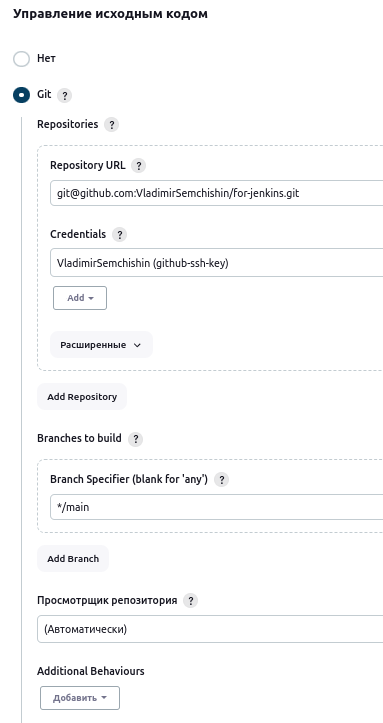 Управление исходным кодом
Нет
Git ?
Repositories ?
Repository URL ?
git@github.com:VladimirSemchishin/for-jenkins.git
Credentials ?
VladimirSemchishin (github-ssh-key)
Add
Расширенные
Add Repository
Branches to build ?
Branch Specifier (blank for 'any') ?
*/main
Add Branch
Просмотрщик репозитория ?
(Автоматически)
Additional Behaviours
Добавить